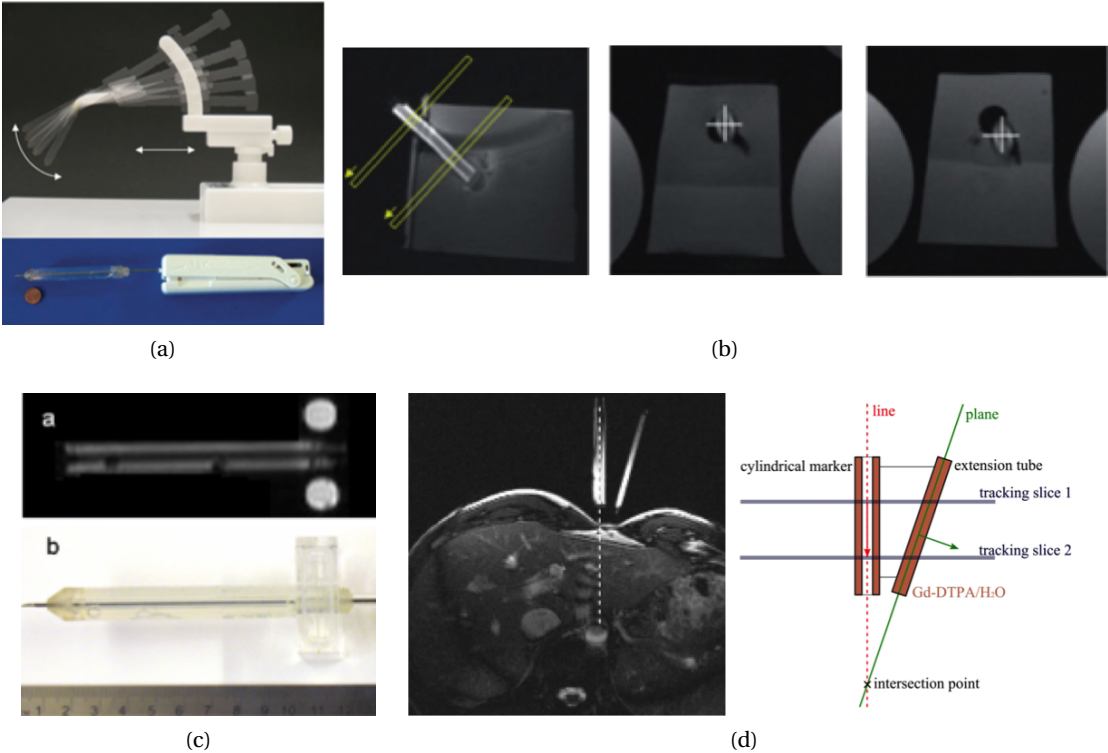 (a)
(b)
a
b
1 2 3 4 5 6 7 8 9 10 11 12
(c)
line
plane
cylindrical marker
extension tube
tracking slice 1
tracking slice 2
Gd-DTPA/H₂O
intersection point
(d)